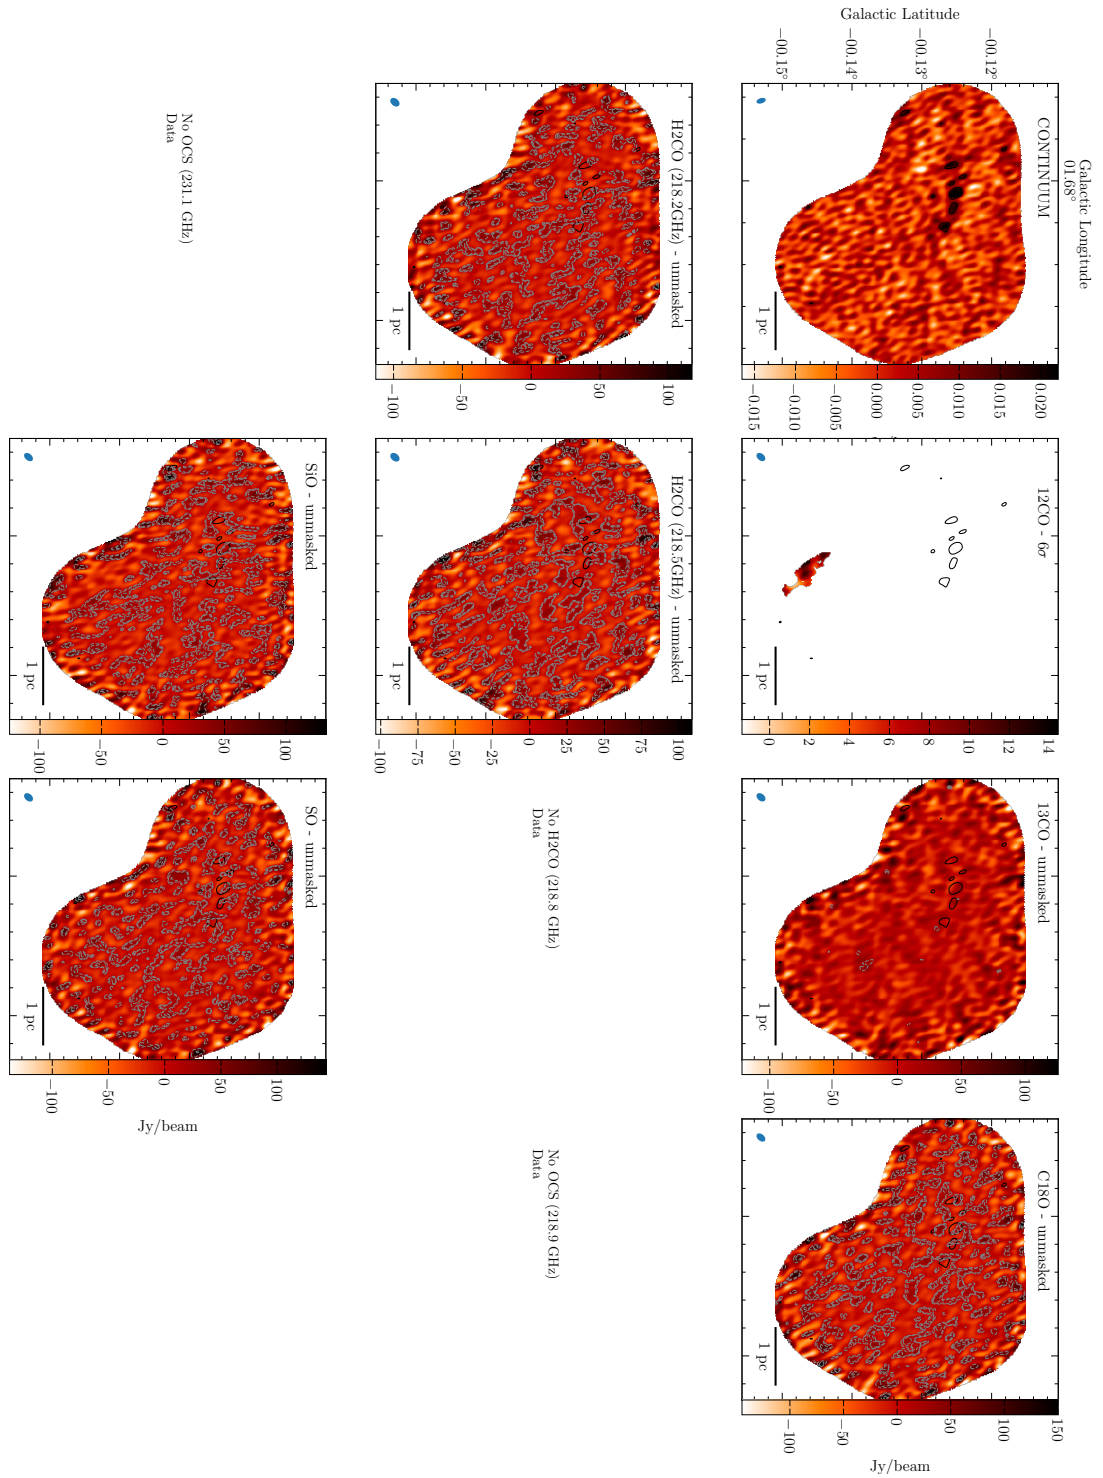 Galactic Longitude
01.68°
Galactic Latitude
−00.12°
−00.13°
−00.14°
−00.15°
CONTINUUM
1 pc
0.020
0.015
0.010
0.005
0.000
−0.005
−0.010
−0.015
12CO - 6σ
1 pc
14
12
10
8
6
4
2
0
13CO - unmasked
1 pc
100
50
0
−50
−100
C18O - unmasked
1 pc
150
100
50
0
−50
−100
Jy/beam
H2CO (218.2GHz) - unmasked
1 pc
100
50
0
−50
−100
H2CO (218.5GHz) - unmasked
1 pc
100
75
50
25
0
−25
−50
−75
−100
No H2CO (218.8 GHz)
Data
No OCS (218.9 GHz)
Data
No OCS (231.1 GHz)
Data
SiO - unmasked
1 pc
100
50
0
−50
−100
SO - unmasked
1 pc
100
50
0
−50
−100
Jy/beam